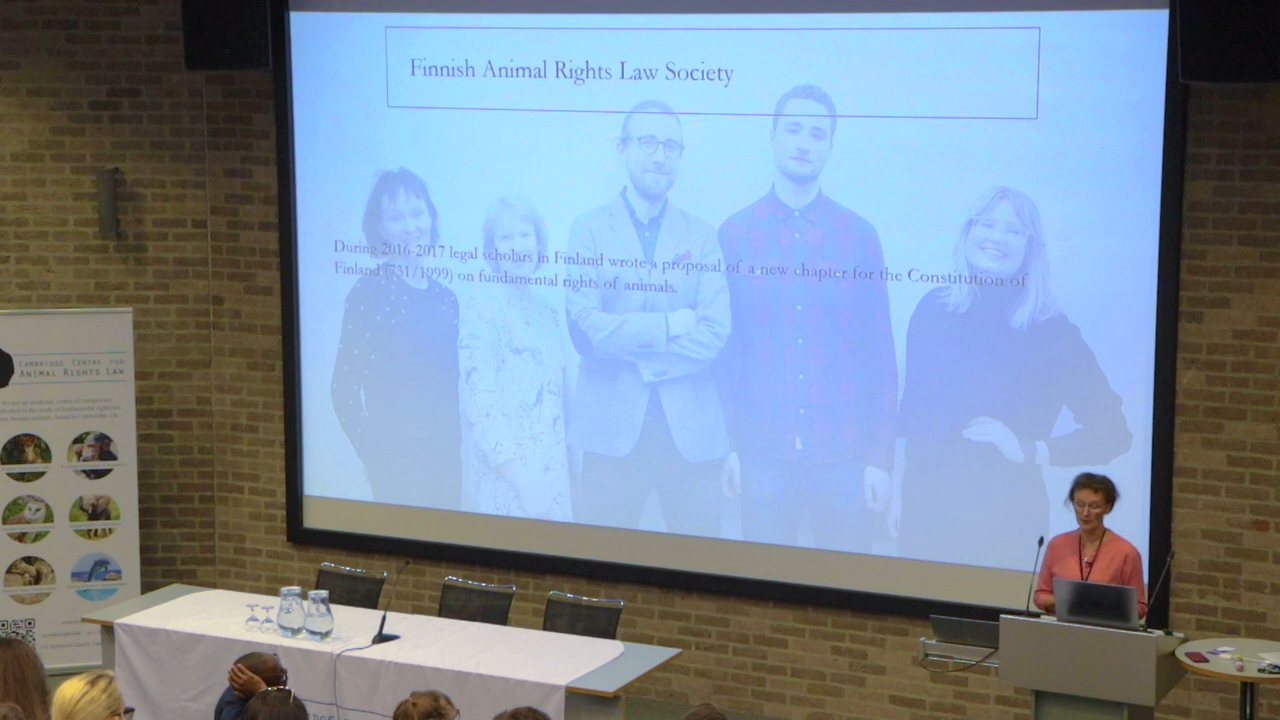 Finnish Animal Rights Law Society
During 2016-2017 legal scholars in Finland wrote a proposal of a new chapter for the Constitution of
Finland (731/1999) on fundamental rights of animals.
CAMBRIDGE CENTRE FOR
ANIMAL RIGHTS LAW